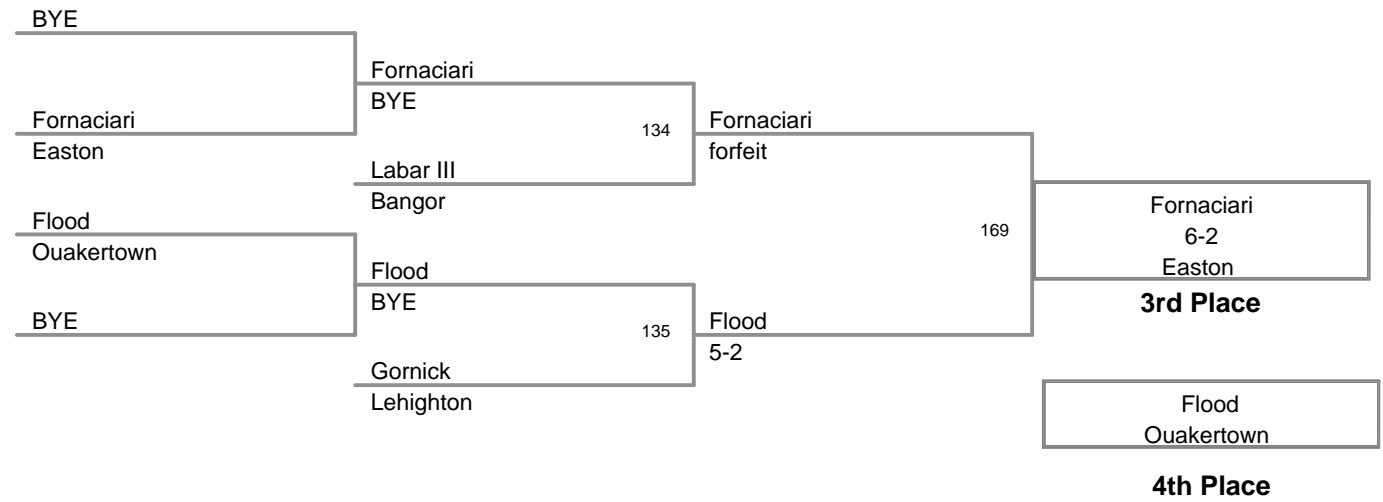 BYE
Fornaciari
Easton
Flood
Ouakertown
BYE
Fornaciari
BYE
134
Labar III
Bangor
Flood
BYE
135
Gornick
Lehighton
Fornaciari
forfeit
169
Flood
5-2
Fornaciari
6-2
Easton
3rd Place
Flood
Ouakertown
4th Place